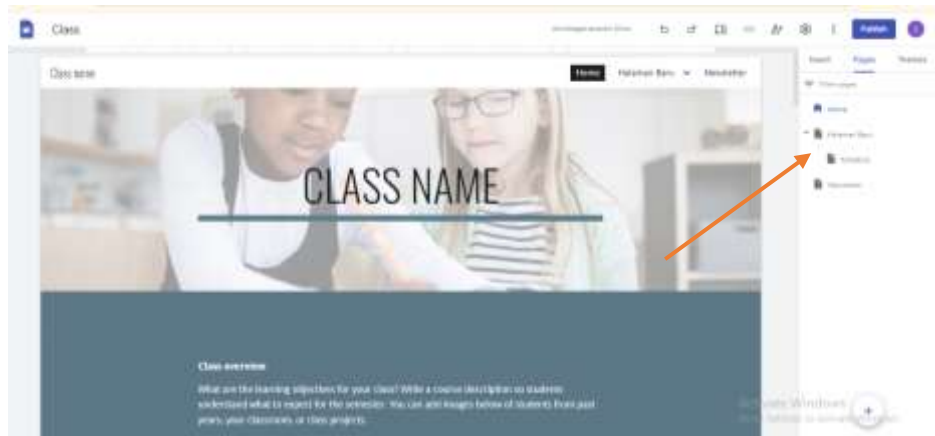 Class
Publish
Class name
Home
Halaman Baru
Newsletter
Insert
Pages
Themes
Home
Halaman Baru
CLASS NAME
Class overview
What are the learning objectives for your class? Write a course description so students
understand what to expect for the semester. You can add images below of students from past
years, your classroom, or class projects.
Activate Windows